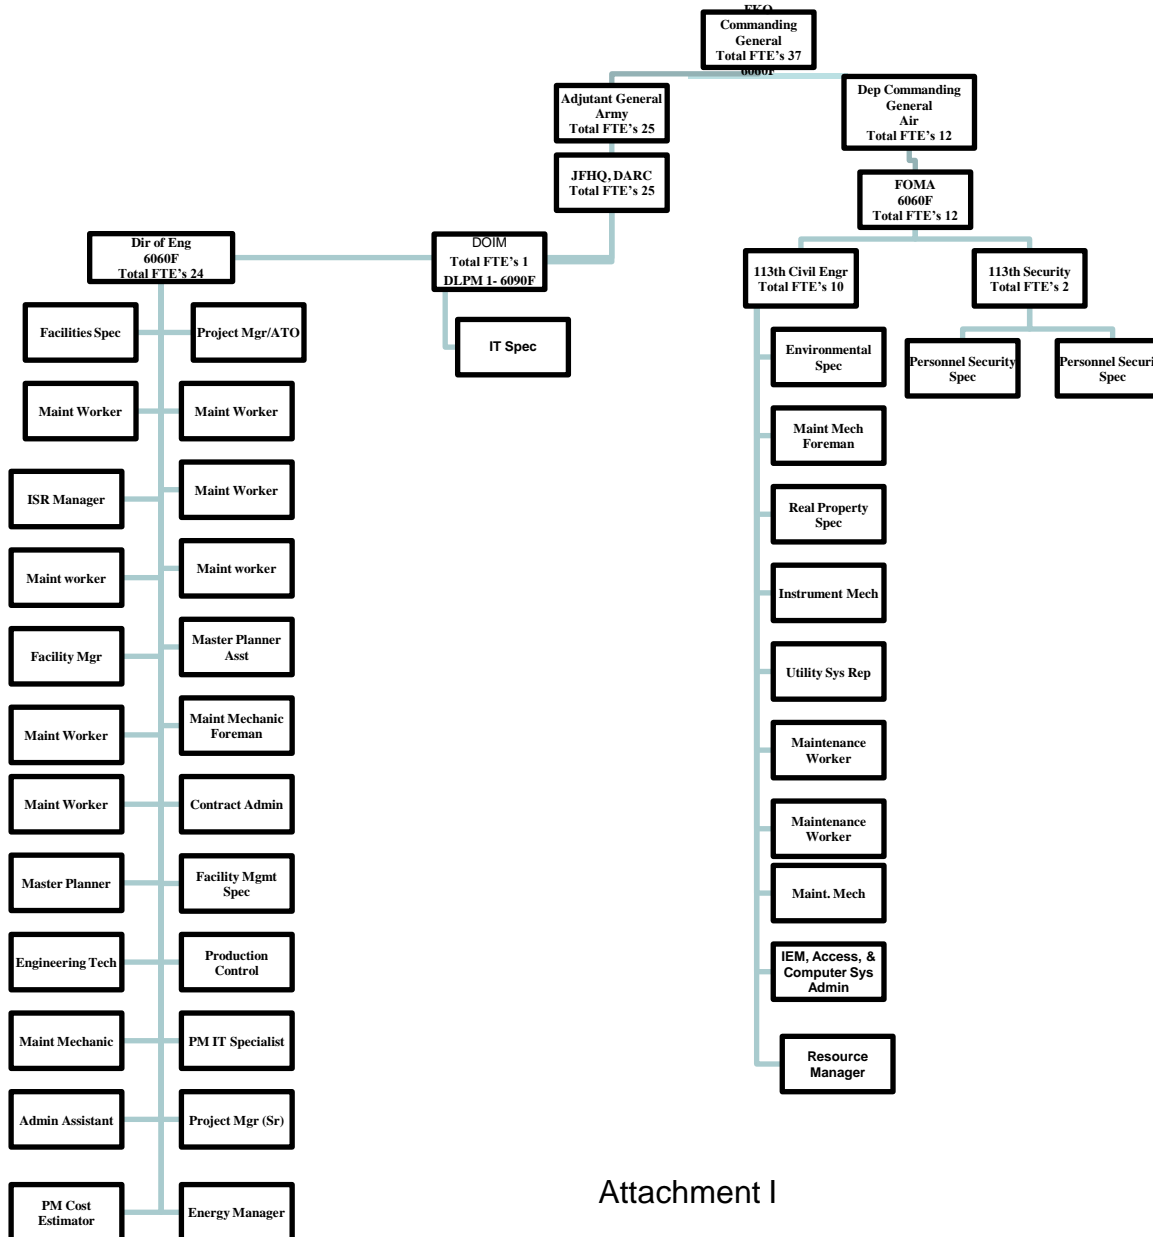 FKO
Commanding
General
Total FTE's 37
6060F
Adjutant General
Army
Total FTE's 25
Dep Commanding
General
Air
Total FTE's 12
JFHQ, DARC
Total FTE's 25
FOMA
6060F
Total FTE's 12
Dir of Eng
6060F
Total FTE's 24
DOIM
Total FTE's 1
DLPM 1- 6090F
113th Civil Engr
Total FTE's 10
113th Security
Total FTE's 2
Facilities Spec
Project Mgr/ATO
IT Spec
Environmental
Spec
Personnel Security
Spec
Personnel Securi
Spec
Maint Worker
Maint Worker
Maint Mech
Foreman
ISR Manager
Maint Worker
Real Property
Spec
Maint worker
Maint worker
Instrument Mech
Facility Mgr
Master Planner
Asst
Utility Sys Rep
Maint Worker
Maint Mechanic
Foreman
Maintenance
Worker
Maint Worker
Contract Admin
Maintenance
Worker
Master Planner
Facility Mgmt
Spec
Maint. Mech
Engineering Tech
Production
Control
IEM, Access, &
Computer Sys
Admin
Maint Mechanic
PM IT Specialist
Resource
Manager
Admin Assistant
Project Mgr (Sr)
PM Cost
Estimator
Energy Manager
Attachment I